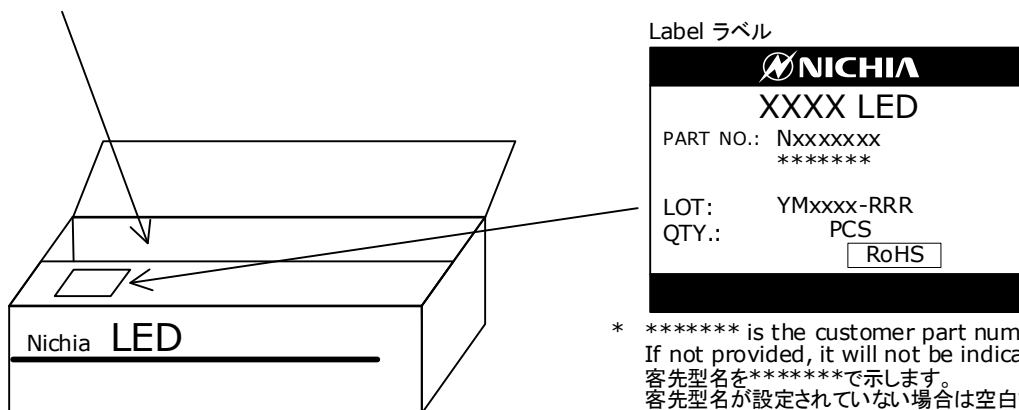 Label ラベル
NICHIA
XXXX LED
PART NO.: Nxxxxxxx
*******
LOT: YMxxxx-RRR
QTY.: PCS
RoHS
Nichia LED
* ******* is the customer part num
If not provided, it will not be indica
客先型名を*******で示します。
客先型名が設定されていない場合は空白